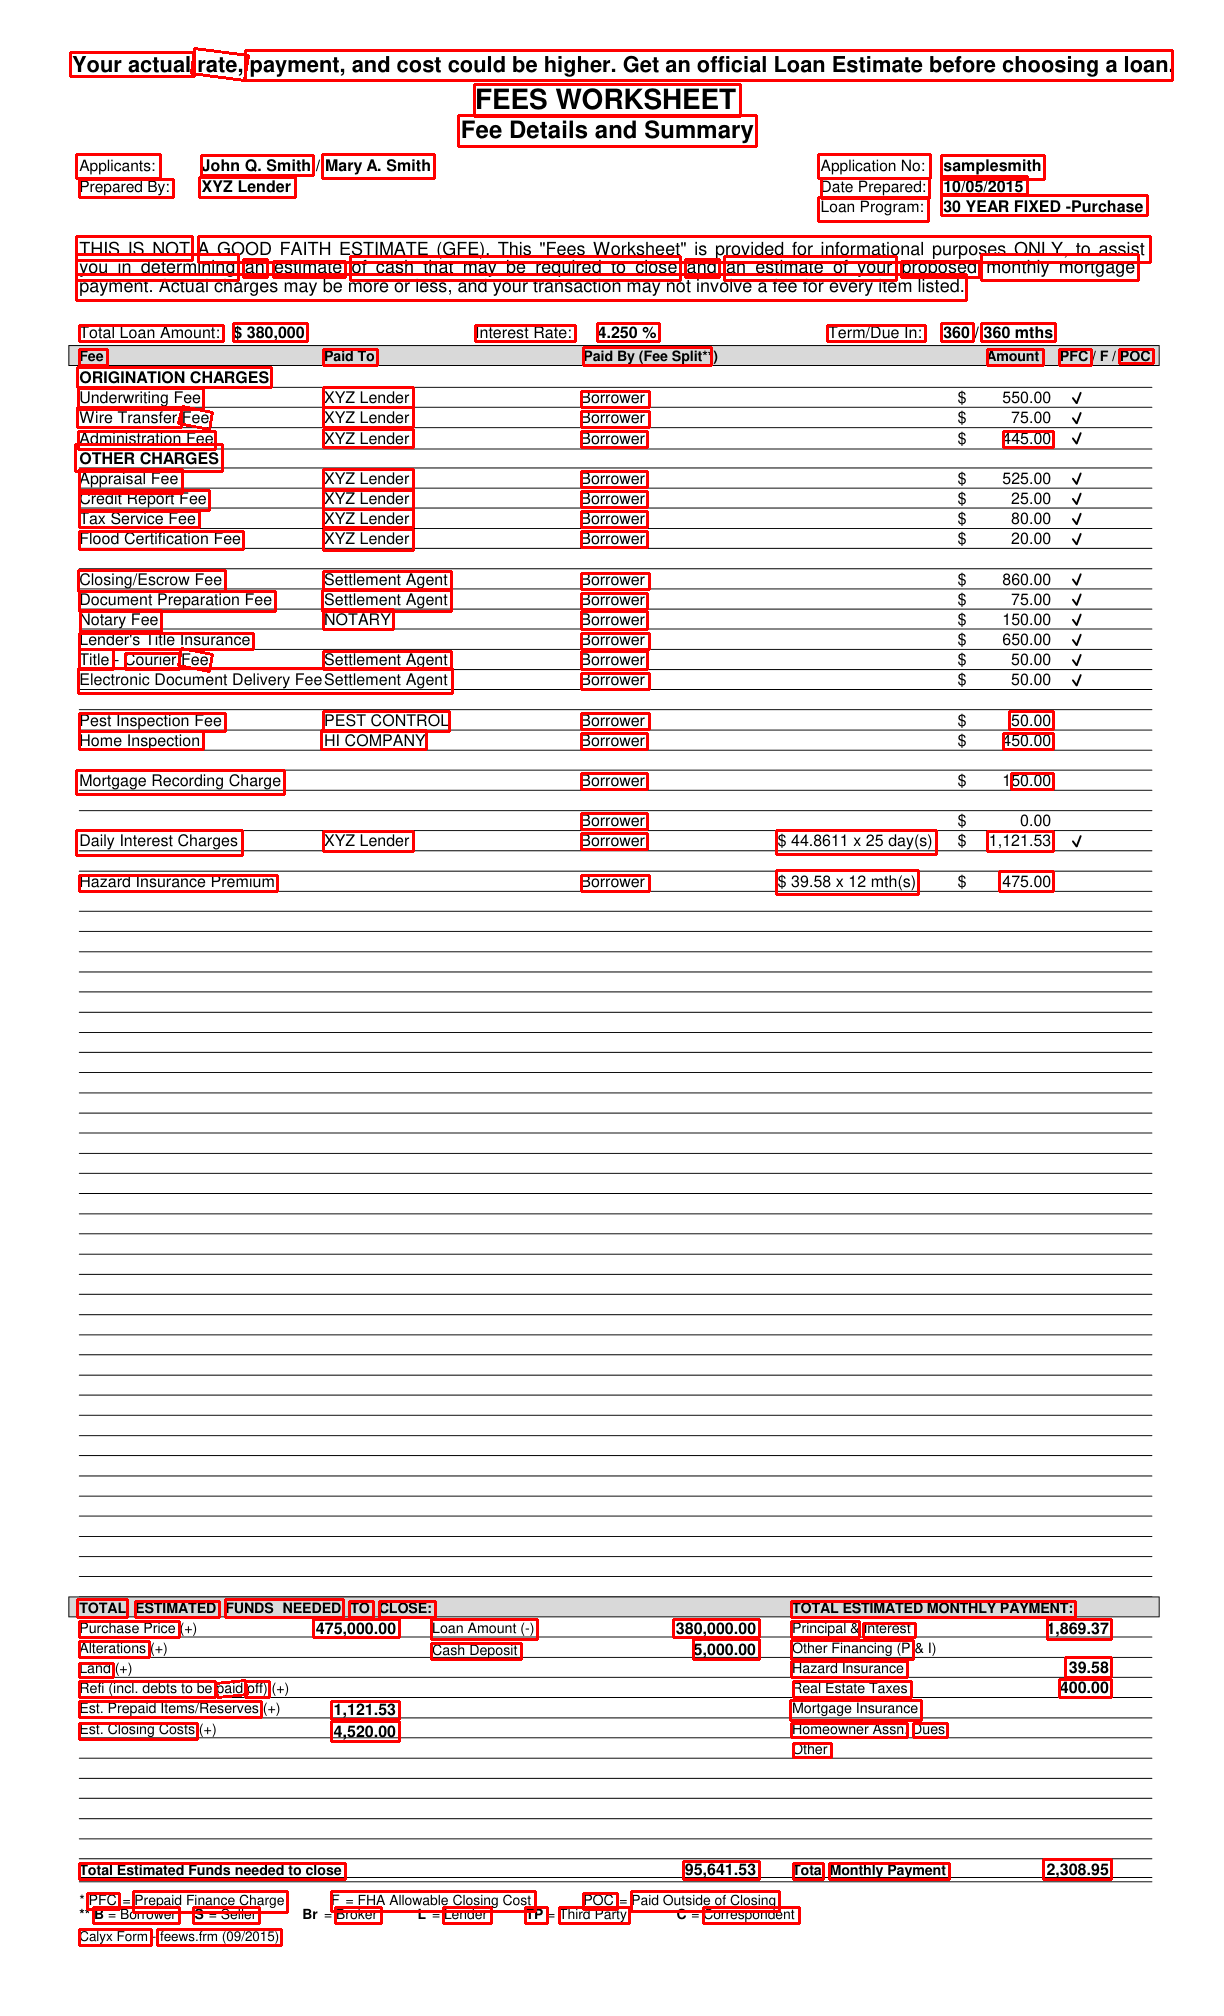 Your actual rate, payment, and cost could be higher. Get an official Loan Estimate before choosing a loan.
FEES WORKSHEET
Fee Details and Summary
Applicants: John Q. Smith / Mary A. Smith Application No: samplesmith
Prepared By: XYZ Lender Date Prepared: 10/05/2015
Loan Program: 30 YEAR FIXED -Purchase
THIS IS NOT A GOOD FAITH ESTIMATE (GFE). This "Fees Worksheet" is provided for informational purposes ONLY, to assist
you in determining an estimate of cash that may be required to close and an estimate of your proposed monthly mortgage
payment. Actual charges may be more or less, and your transaction may not involve a fee for every item listed.
Total Loan Amount: $ 380,000 Interest Rate: 4.250 % Term/Due In: 360 / 360 mths
Fee Paid To Paid By (Fee Split**) Amount PFC / F / POC
ORIGINATION CHARGES
Underwriting Fee XYZ Lender Borrower $ 550.00 ✓
Wire Transfer Fee XYZ Lender Borrower $ 75.00 ✓
Administration Fee XYZ Lender Borrower $ 445.00 ✓
OTHER CHARGES
Appraisal Fee XYZ Lender Borrower $ 525.00 ✓
Credit Report Fee XYZ Lender Borrower $ 25.00 ✓
Tax Service Fee XYZ Lender Borrower $ 80.00 ✓
Flood Certification Fee XYZ Lender Borrower $ 20.00 ✓
Closing/Escrow Fee Settlement Agent Borrower $ 860.00 ✓
Document Preparation Fee Settlement Agent Borrower $ 75.00 ✓
Notary Fee NOTARY Borrower $ 150.00 ✓
Lender's Title Insurance Borrower $ 650.00 ✓
Title - Courier Fee Settlement Agent Borrower $ 50.00 ✓
Electronic Document Delivery Fee Settlement Agent Borrower $ 50.00 ✓
Pest Inspection Fee PEST CONTROL Borrower $ 50.00
Home Inspection HI COMPANY Borrower $ 450.00
Mortgage Recording Charge Borrower $ 150.00
Borrower $ 0.00
Daily Interest Charges XYZ Lender Borrower $ 44.8611 x 25 day(s) $ 1,121.53 ✓
Hazard Insurance Premium Borrower $ 39.58 x 12 mth(s) $ 475.00
TOTAL ESTIMATED FUNDS NEEDED TO CLOSE: TOTAL ESTIMATED MONTHLY PAYMENT:
Purchase Price (+) 475,000.00 Loan Amount (-) 380,000.00 Principal & Interest 1,869.37
Alterations (+) Cash Deposit 5,000.00 Other Financing (P & I)
Land (+) Hazard Insurance 39.58
Refi (incl. debts to be paid off) (+) Real Estate Taxes 400.00
Est. Prepaid Items/Reserves (+) 1,121.53 Mortgage Insurance
Est. Closing Costs (+) 4,520.00 Homeowner Assn. Dues
Other
Total Estimated Funds needed to close 95,641.53 Total Monthly Payment 2,308.95
* PFC = Prepaid Finance Charge F = FHA Allowable Closing Cost POC = Paid Outside of Closing
** B = Borrower S = Seller Br = Broker L = Lender TP = Third Party C = Correspondent
Calyx Form - feews.frm (09/2015)